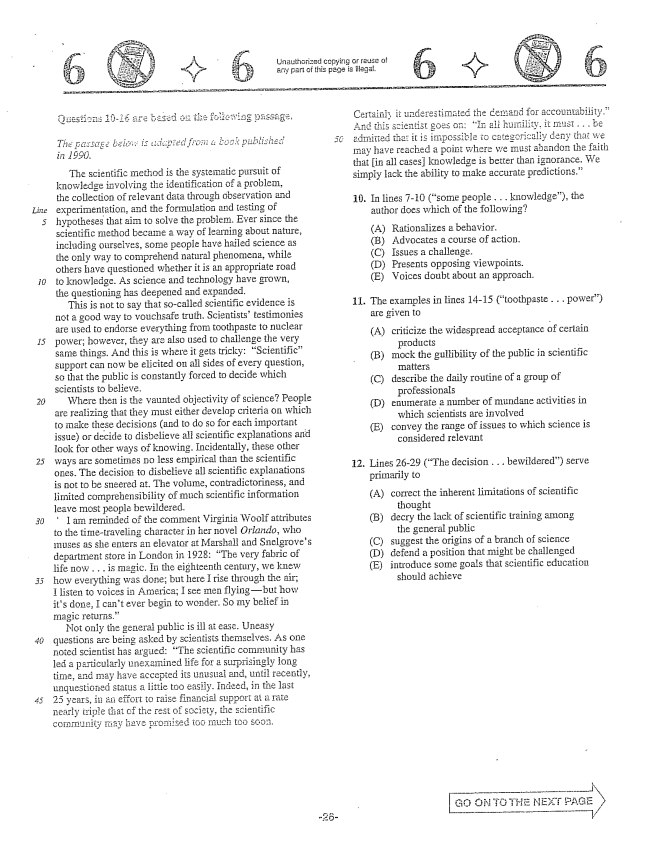 6 6 Unauthorized copying or reuse of
any part of this page is illegal. 6 6
Questions 10-16 are based on the following passage.
The passage below is adapted from a book published
in 1990.
The scientific method is the systematic pursuit of
knowledge involving the identification of a problem,
the collection of relevant data through observation and
Line experimentation, and the formulation and testing of
5 hypotheses that aim to solve the problem. Ever since the
scientific method became a way of learning about nature,
including ourselves, some people have hailed science as
the only way to comprehend natural phenomena, while
others have questioned whether it is an appropriate road
10 to knowledge. As science and technology have grown,
the questioning has deepened and expanded.
This is not to say that so-called scientific evidence is
not a good way to vouchsafe truth. Scientists' testimonies
are used to endorse everything from toothpaste to nuclear
15 power; however, they are also used to challenge the very
same things. And this is where it gets tricky: "Scientific"
support can now be elicited on all sides of every question,
so that the public is constantly forced to decide which
scientists to believe.
20 Where then is the vaunted objectivity of science? People
are realizing that they must either develop criteria on which
to make these decisions (and to do so for each important
issue) or decide to disbelieve all scientific explanations and
look for other ways of knowing. Incidentally, these other
25 ways are sometimes no less empirical than the scientific
ones. The decision to disbelieve all scientific explanations
is not to be sneered at. The volume, contradictoriness, and
limited comprehensibility of much scientific information
leave most people bewildered.
30 I am reminded of the comment Virginia Woolf attributes
to the time-traveling character in her novel Orlando, who
muses as she enters an elevator at Marshall and Snelgrove's
department store in London in 1928: "The very fabric of
life now . . . is magic. In the eighteenth century, we knew
35 how everything was done; but here I rise through the air;
I listen to voices in America; I see men flying—but how
it's done, I can't ever begin to wonder. So my belief in
magic returns."
Not only the general public is ill at ease. Uneasy
40 questions are being asked by scientists themselves. As one
noted scientist has argued: "The scientific community has
led a particularly unexamined life for a surprisingly long
time, and may have accepted its unusual and, until recently,
unquestioned status a little too easily. Indeed, in the last
45 25 years, in an effort to raise financial support at a rate
nearly triple that of the rest of society, the scientific
community may have promised too much too soon.
Certainly it underestimated the demand for accountability."
And this scientist goes on: "In all humility, it must . . . be
50 admitted that it is impossible to categorically deny that we
may have reached a point where we must abandon the faith
that [in all cases] knowledge is better than ignorance. We
simply lack the ability to make accurate predictions."
10. In lines 7-10 ("some people . . . knowledge"), the
author does which of the following?
(A) Rationalizes a behavior.
(B) Advocates a course of action.
(C) Issues a challenge.
(D) Presents opposing viewpoints.
(E) Voices doubt about an approach.
11. The examples in lines 14-15 ("toothpaste . . . power")
are given to
(A) criticize the widespread acceptance of certain
products
(B) mock the gullibility of the public in scientific
matters
(C) describe the daily routine of a group of
professionals
(D) enumerate a number of mundane activities in
which scientists are involved
(E) convey the range of issues to which science is
considered relevant
12. Lines 26-29 ("The decision . . . bewildered") serve
primarily to
(A) correct the inherent limitations of scientific
thought
(B) decry the lack of scientific training among
the general public
(C) suggest the origins of a branch of science
(D) defend a position that might be challenged
(E) introduce some goals that scientific education
should achieve
GO ON TO THE NEXT PAGE
-26-